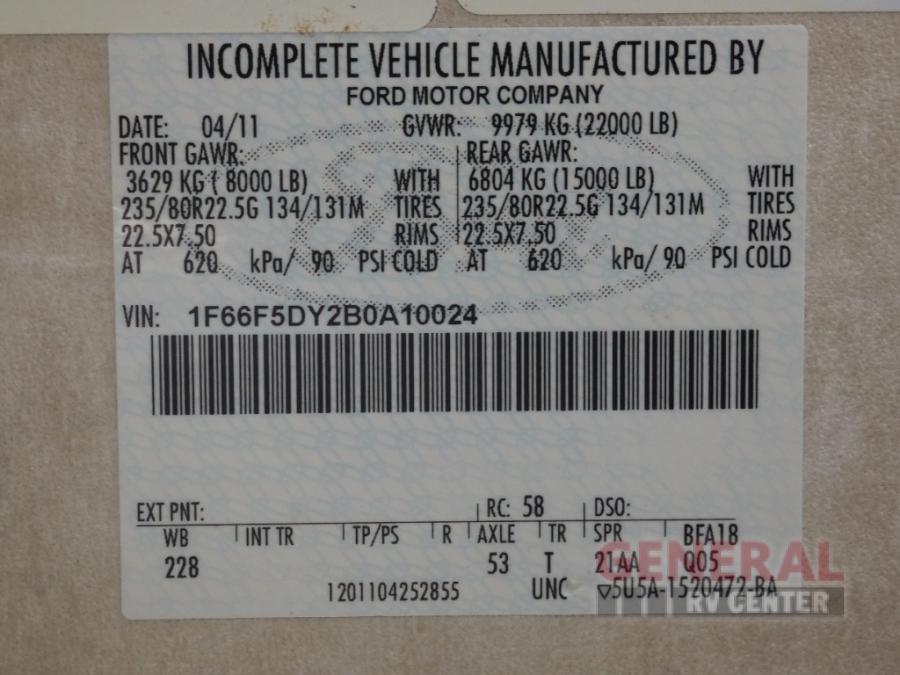 INCOMPLETE VEHICLE MANUFACTURED BY
FORD MOTOR COMPANY
DATE: 04/11 GVWR: 9979 KG (22000 LB)
FRONT GAWR: REAR GAWR:
3629 KG ( 8000 LB) WITH 6804 KG (15000 LB) WITH
235/80R22.5G 134/131M TIRES 235/80R22.5G 134/131M TIRES
22.5X7.50 RIMS 22.5X7.50 RIMS
AT 620 kPa/ 90 PSI COLD AT 620 kPa/ 90 PSI COLD
VIN: 1F66F5DY2B0A10024
EXT PNT: RC: 58 DSO:
WB INT TR TP/PS R AXLE TR SPR BFA18
228 53 T 21AA Q05
1201104252855 UNC ▽5U5A-1520472-BA
GENERAL
RV CENTER